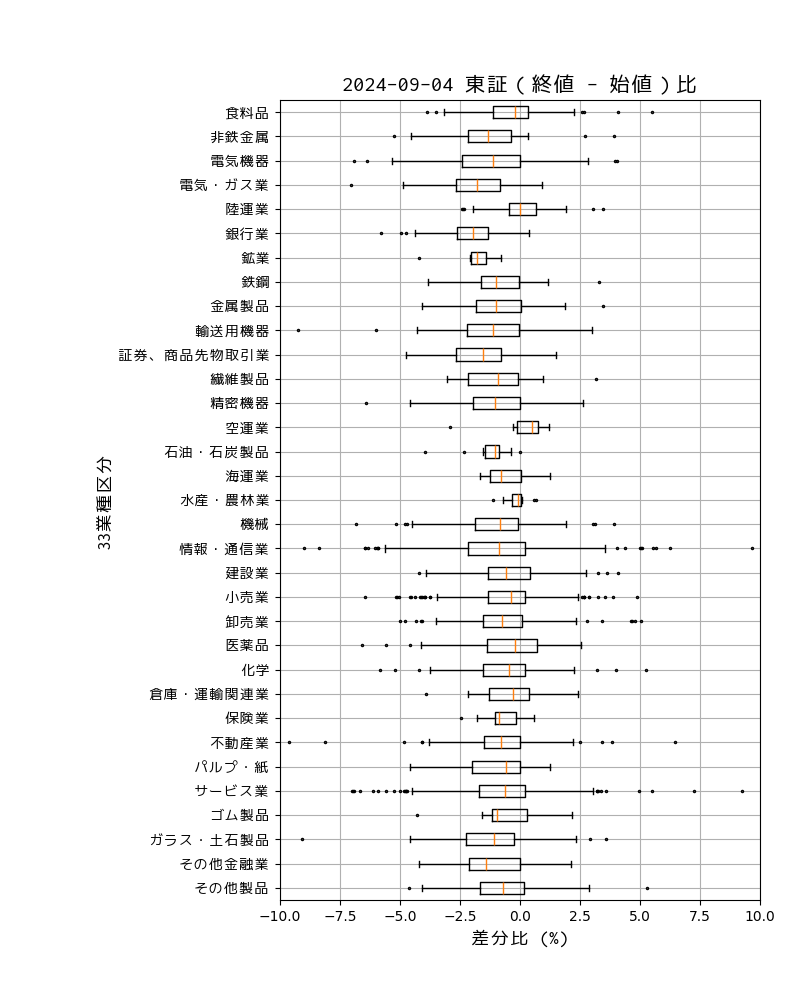 2024-09-04 東証 ( 終値 - 始値 ) 比
食料品
非鉄金属
電気機器
電気・ガス業
陸運業
銀行業
鉱業
鉄鋼
金属製品
輸送用機器
証券、商品先物取引業
繊維製品
精密機器
空運業
石油・石炭製品
海運業
水産・農林業
機械
情報・通信業
建設業
小売業
卸売業
医薬品
化学
倉庫・運輸関連業
保険業
不動産業
パルプ・紙
サービス業
ゴム製品
ガラス・土石製品
その他金融業
その他製品
33業種区分
−10.0 −7.5 −5.0 −2.5 0.0 2.5 5.0 7.5 10.0
差分比 (%)